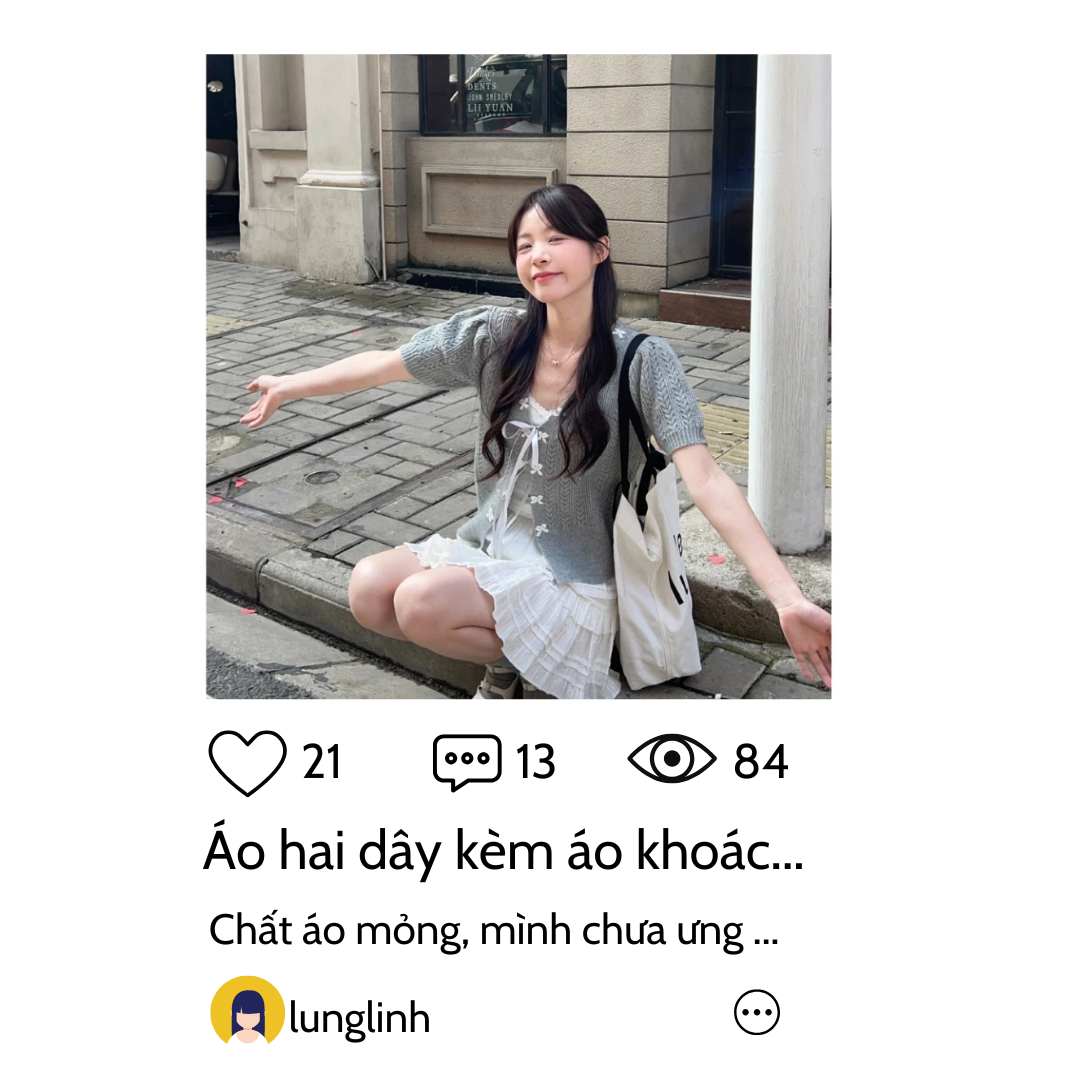 DENTS
JOHN SMEDLEY
LII YUAN
21
13
84
Áo hai dây kèm áo khoác...
Chất áo mỏng, mình chưa ưng ...
lunglinh